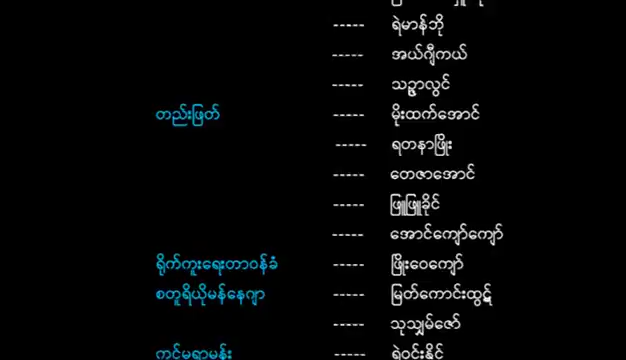 ----- ရဲမာန်ဘို
----- အယ်ဂျီကယ်
----- သဥ္ဇာလွင်
တည်းဖြတ် ----- မိုးထက်အောင်
----- ရတနာဖြိုး
----- တေဇာအောင်
----- ဖြူဖြူခိုင်
----- အောင်ကျော်ကျော်
ရိုက်ကူးရေးတာဝန်ခံ ----- ဖြိုးဝေကျော်
စတူရီယိုမန်နေဂျာ ----- မြတ်ကောင်းထွဋ်
----- သုသျှမ်ဇော်
ကင်မရာမန်း ----- ရဲဝင်းနိုင်